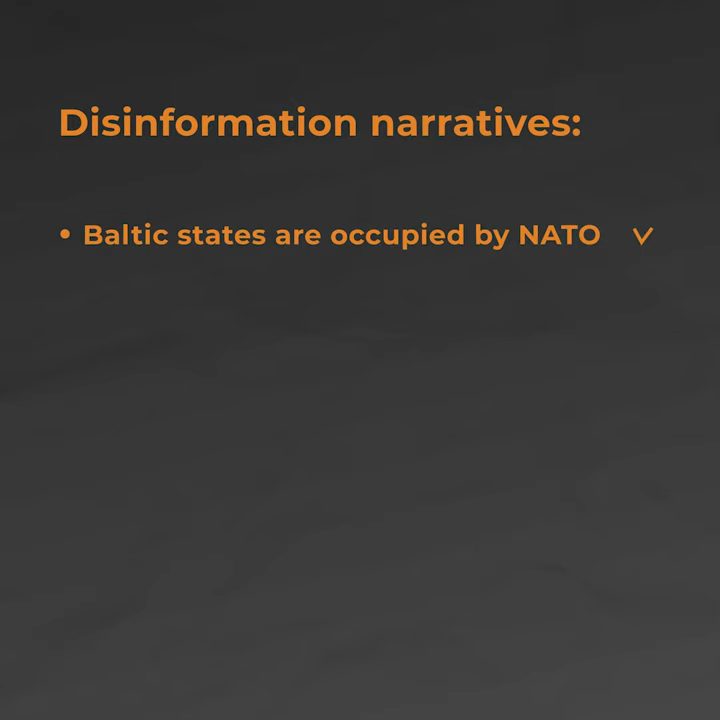 Disinformation narratives:
• Baltic states are occupied by NATO